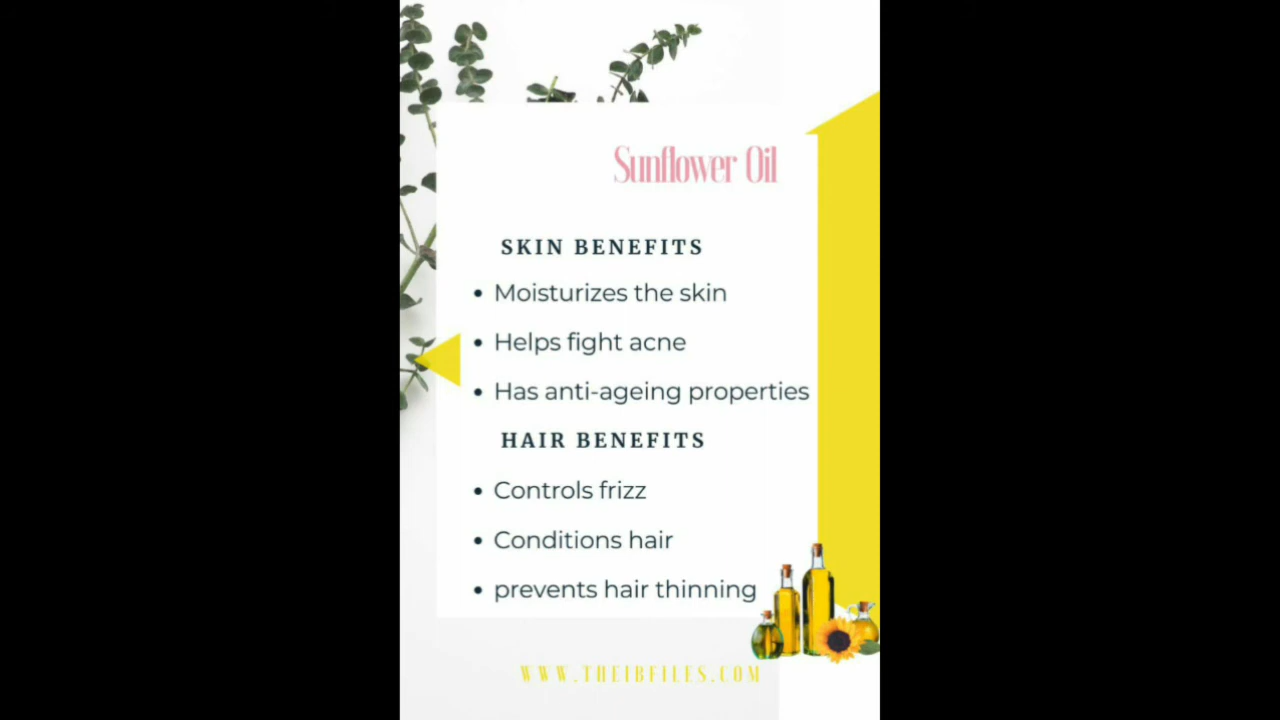 Sunflower Oil
SKIN BENEFITS
• Moisturizes the skin
• Helps fight acne
• Has anti-ageing properties
HAIR BENEFITS
• Controls frizz
• Conditions hair
• prevents hair thinning
WWW.THEIBFILES.COM